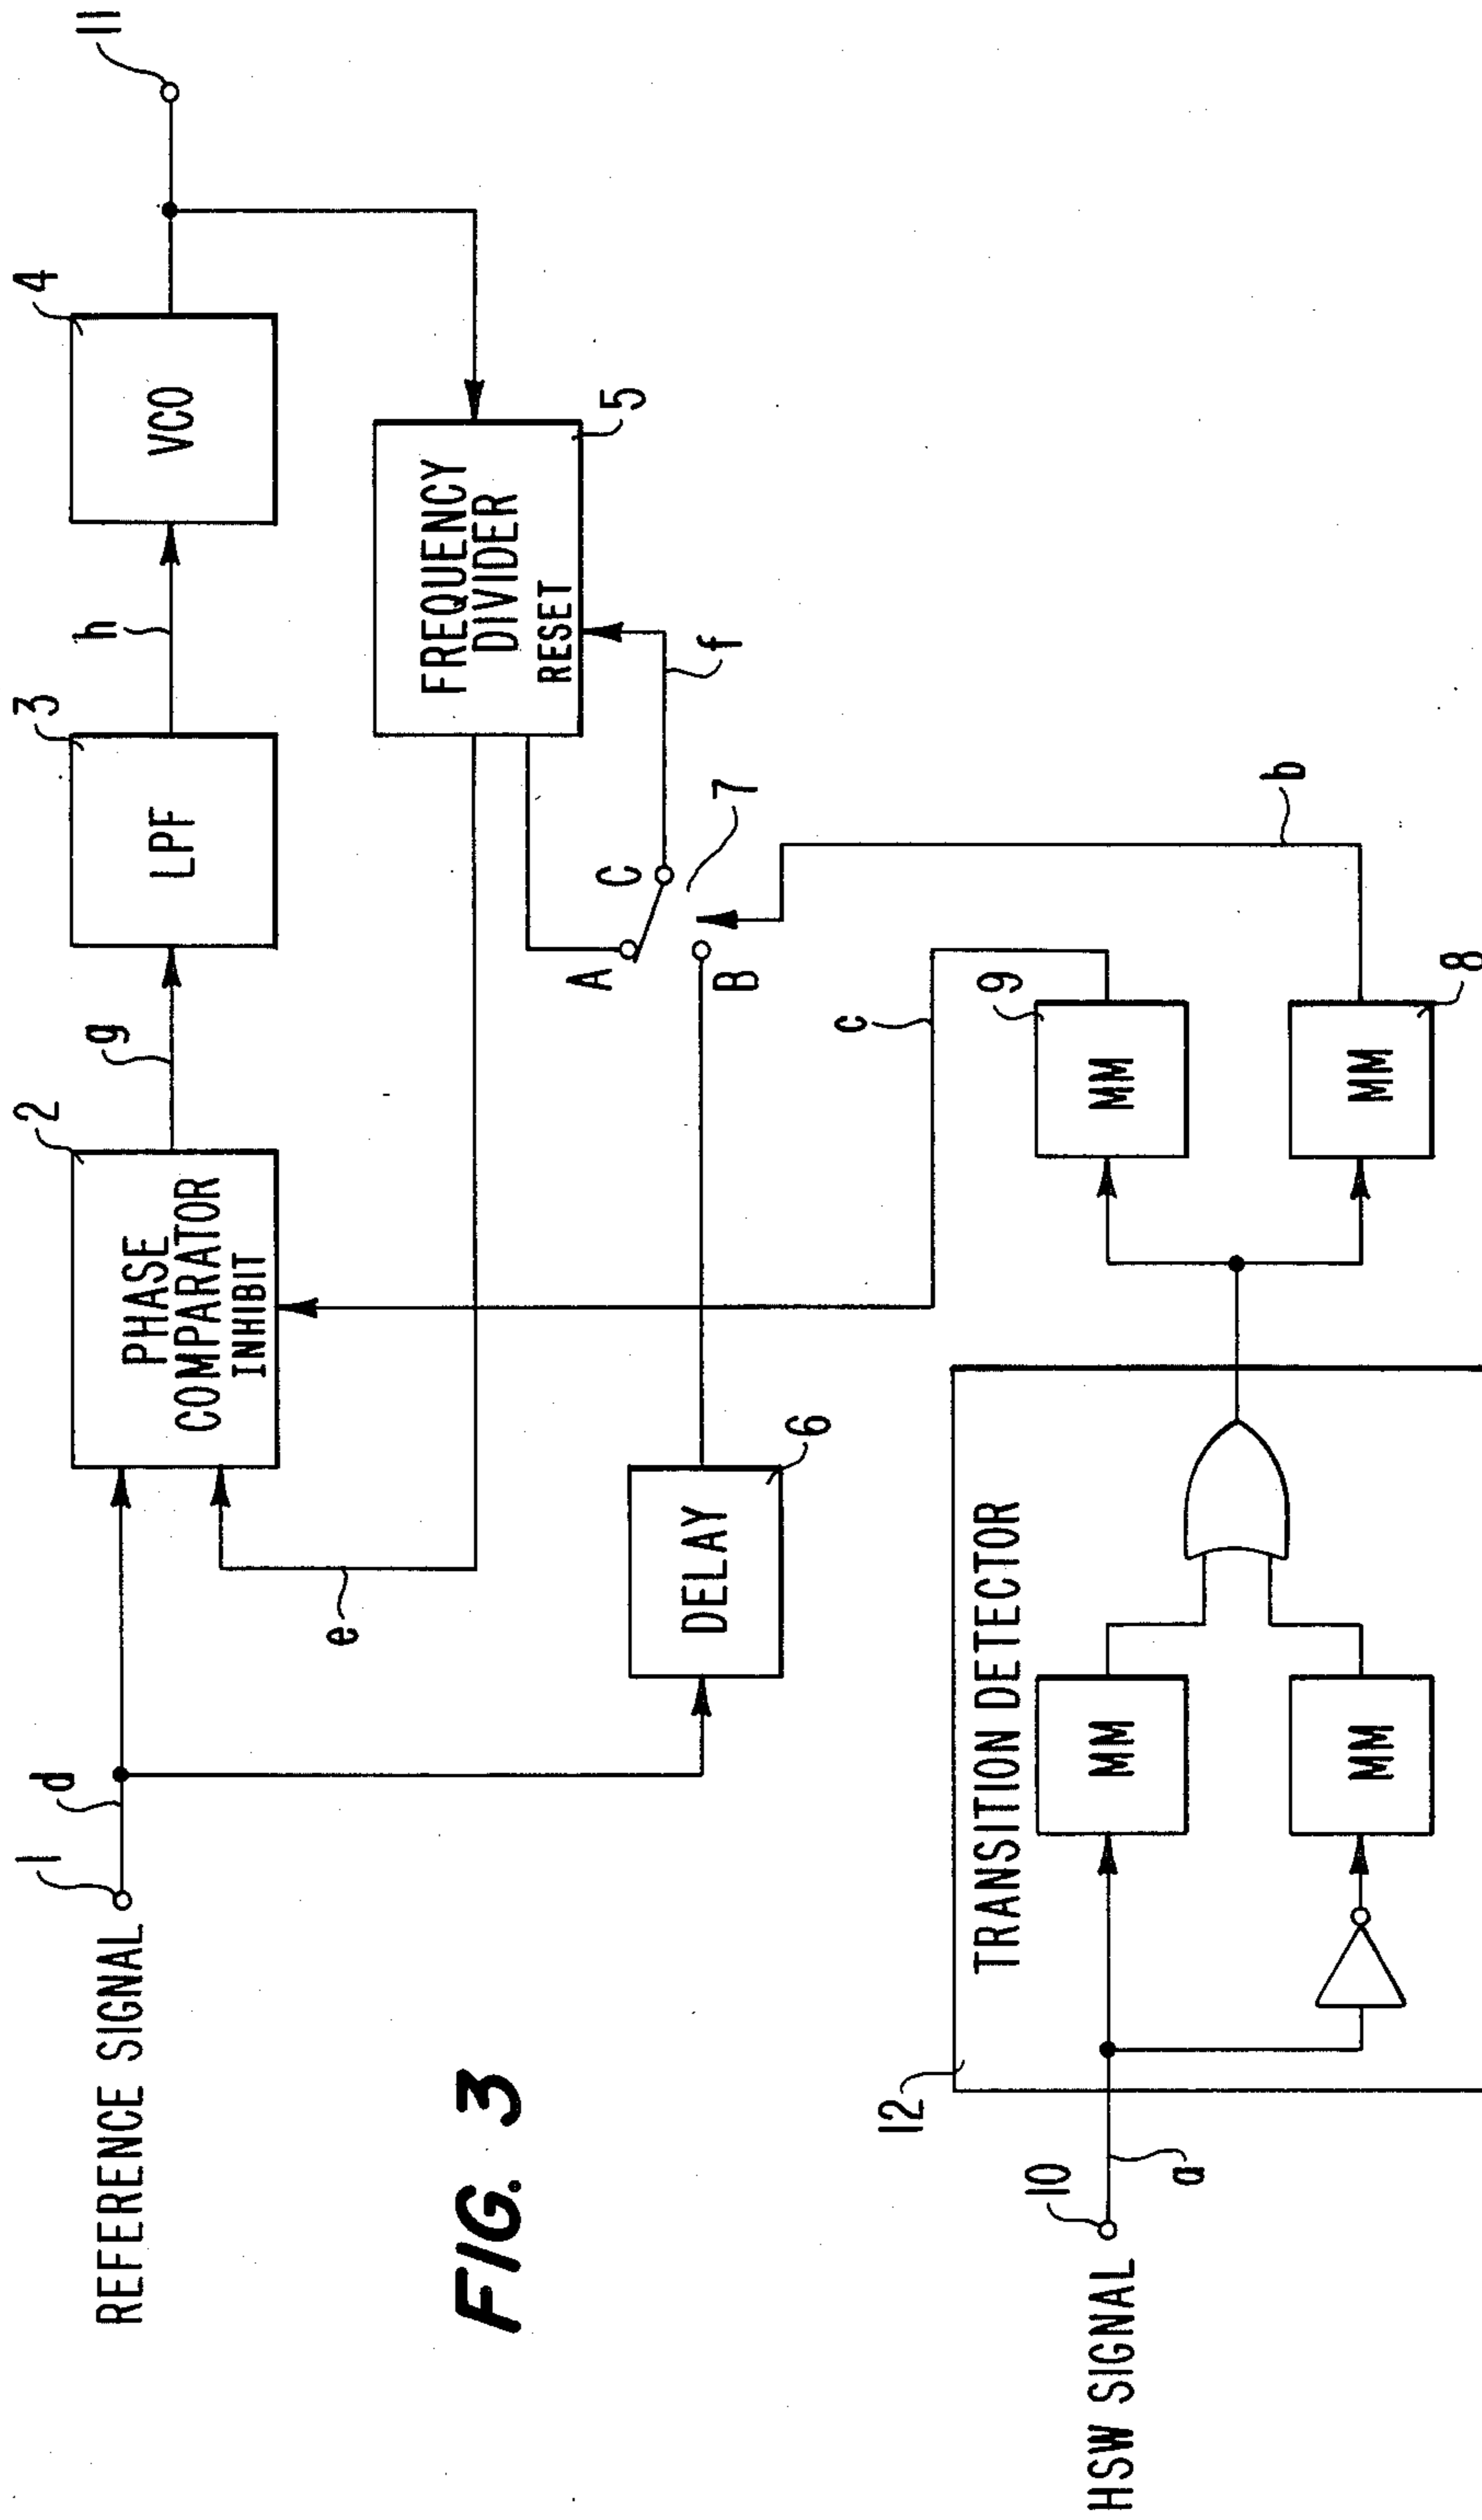 REFERENCE SIGNAL
1
d
2
PHASE
COMPARATOR
INHIBIT
g
3
LPF
h
4
VCO
11
e
FREQUENCY
DIVIDER
RESET
5
f
6
DELAY
A
B
C
7
FIG. 3
HSW SIGNAL
10
a
12
TRANSITION DETECTOR
MM
MM
c
9
MM
8
MM
b